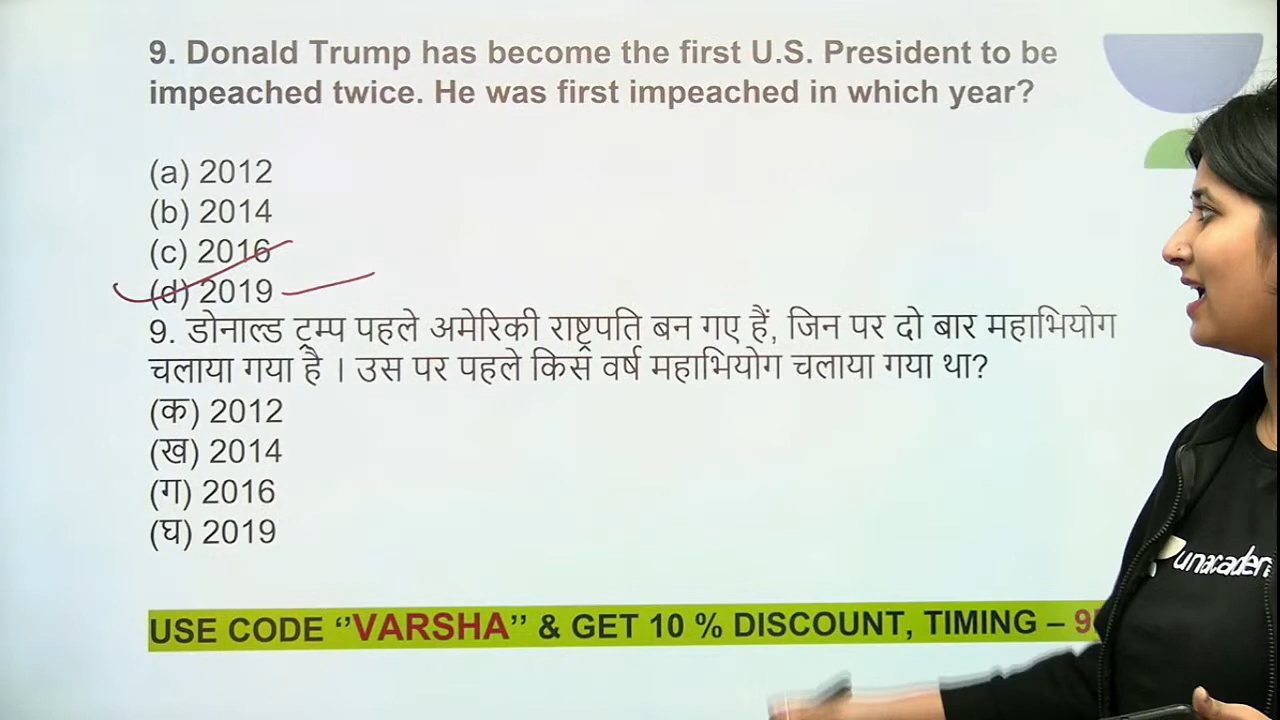 9. Donald Trump has become the first U.S. President to be
impeached twice. He was first impeached in which year?
(a) 2012
(b) 2014
(c) 2016
(d) 2019
9. डोनाल्ड ट्रम्प पहले अमेरिकी राष्ट्रपति बन गए हैं, जिन पर दो बार महाभियोग
चलाया गया है । उस पर पहले किस वर्ष महाभियोग चलाया गया था?
(क) 2012
(ख) 2014
(ग) 2016
(घ) 2019
USE CODE ‘’VARSHA’’ & GET 10 % DISCOUNT, TIMING – 9
unacadem